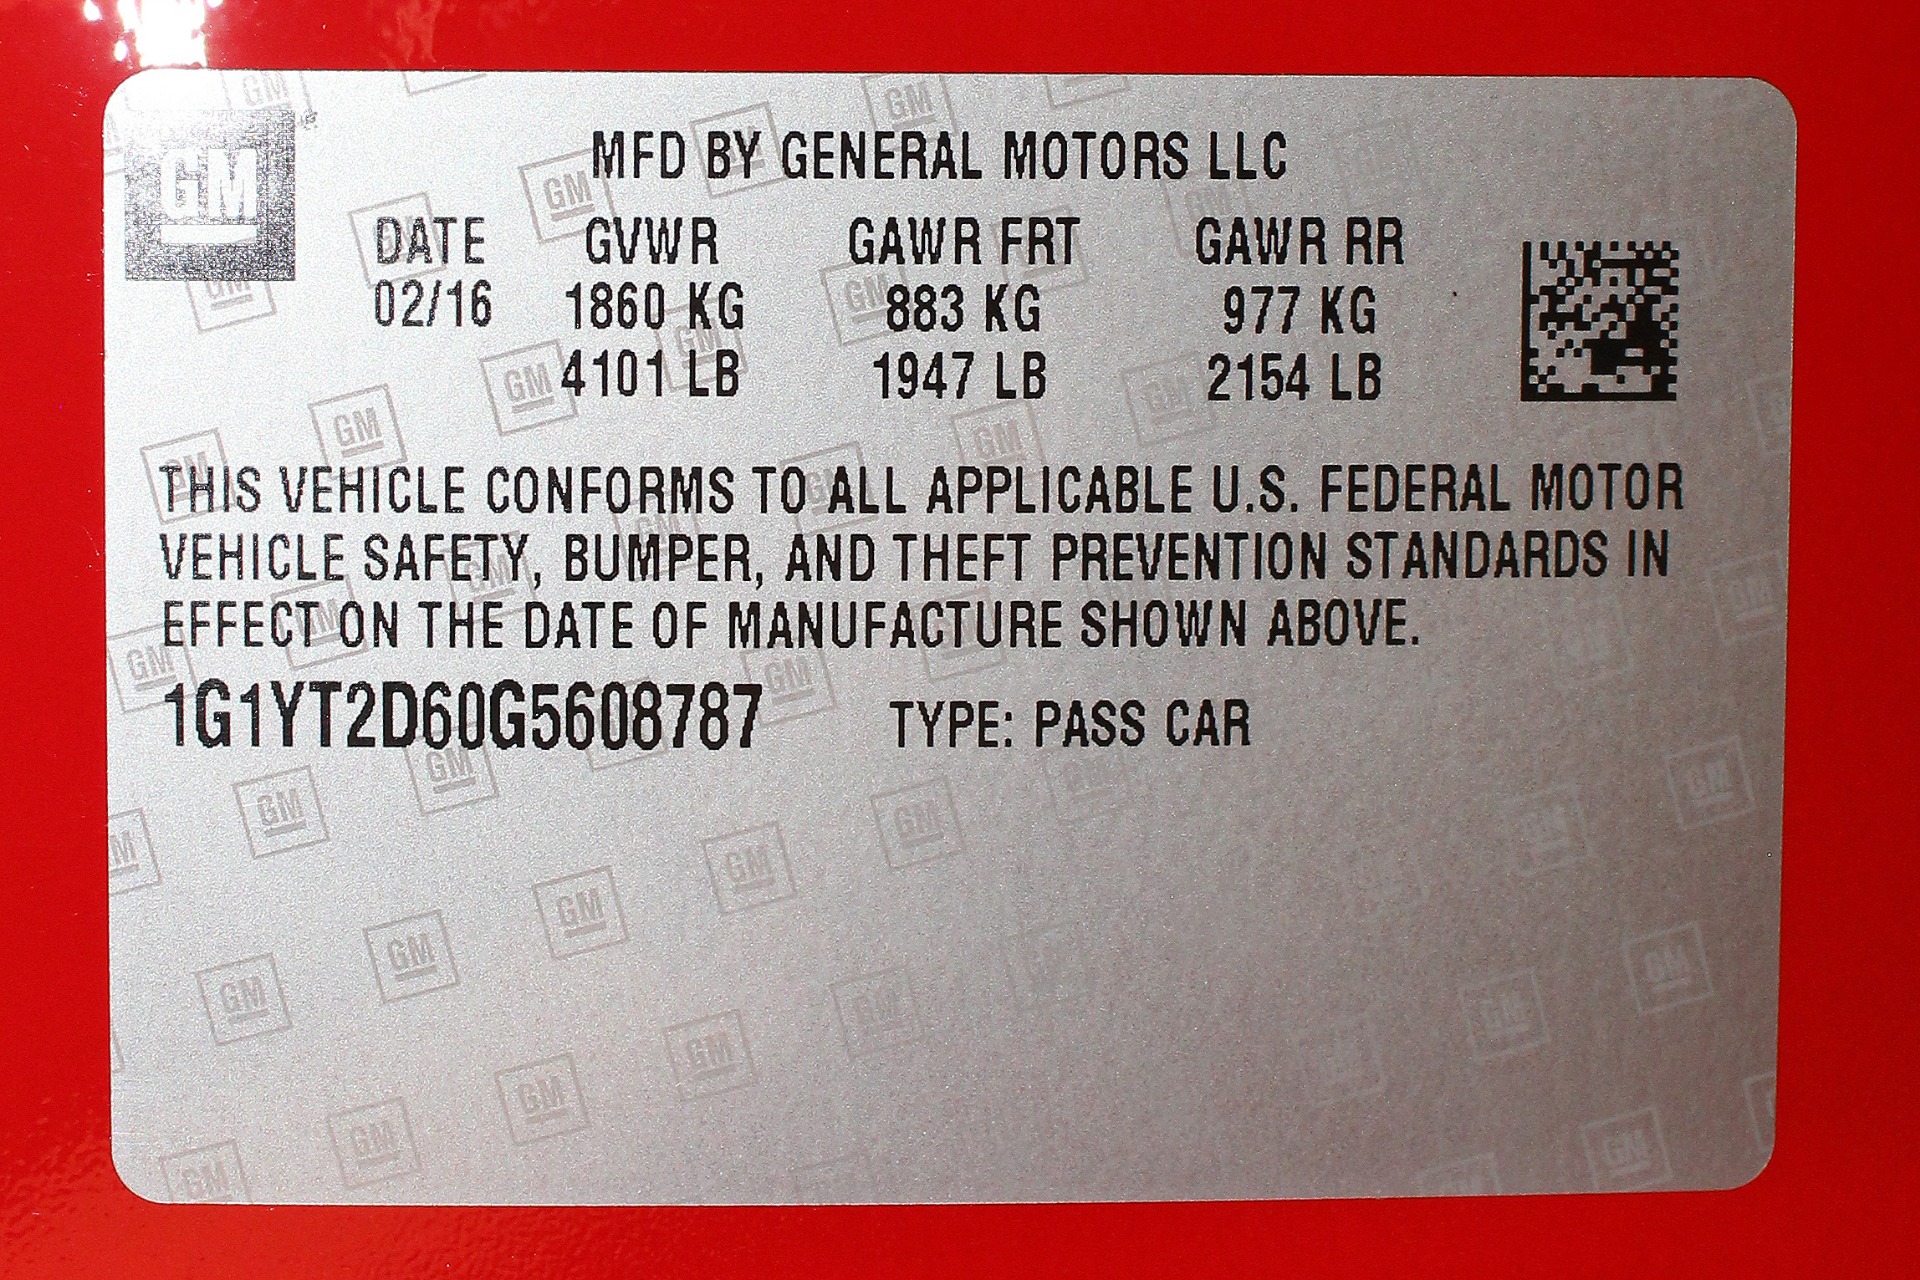 GM
MFD BY GENERAL MOTORS LLC
DATE GVWR GAWR FRT GAWR RR
02/16 1860 KG 883 KG 977 KG
4101 LB 1947 LB 2154 LB
THIS VEHICLE CONFORMS TO ALL APPLICABLE U.S. FEDERAL MOTOR
VEHICLE SAFETY, BUMPER, AND THEFT PREVENTION STANDARDS IN
EFFECT ON THE DATE OF MANUFACTURE SHOWN ABOVE.
1G1YT2D60G5608787 TYPE: PASS CAR